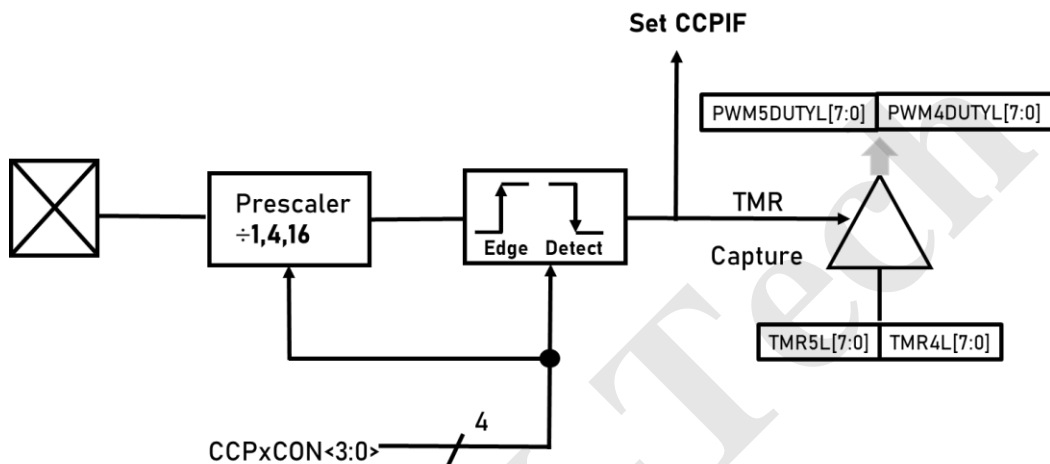 Set CCPIF
PWM5DUTYL[7:0] PWM4DUTYL[7:0]
Prescaler
÷1,4,16
Edge Detect
TMR
Capture
TMR5L[7:0] TMR4L[7:0]
4
CCPxCON<3:0>
Tech